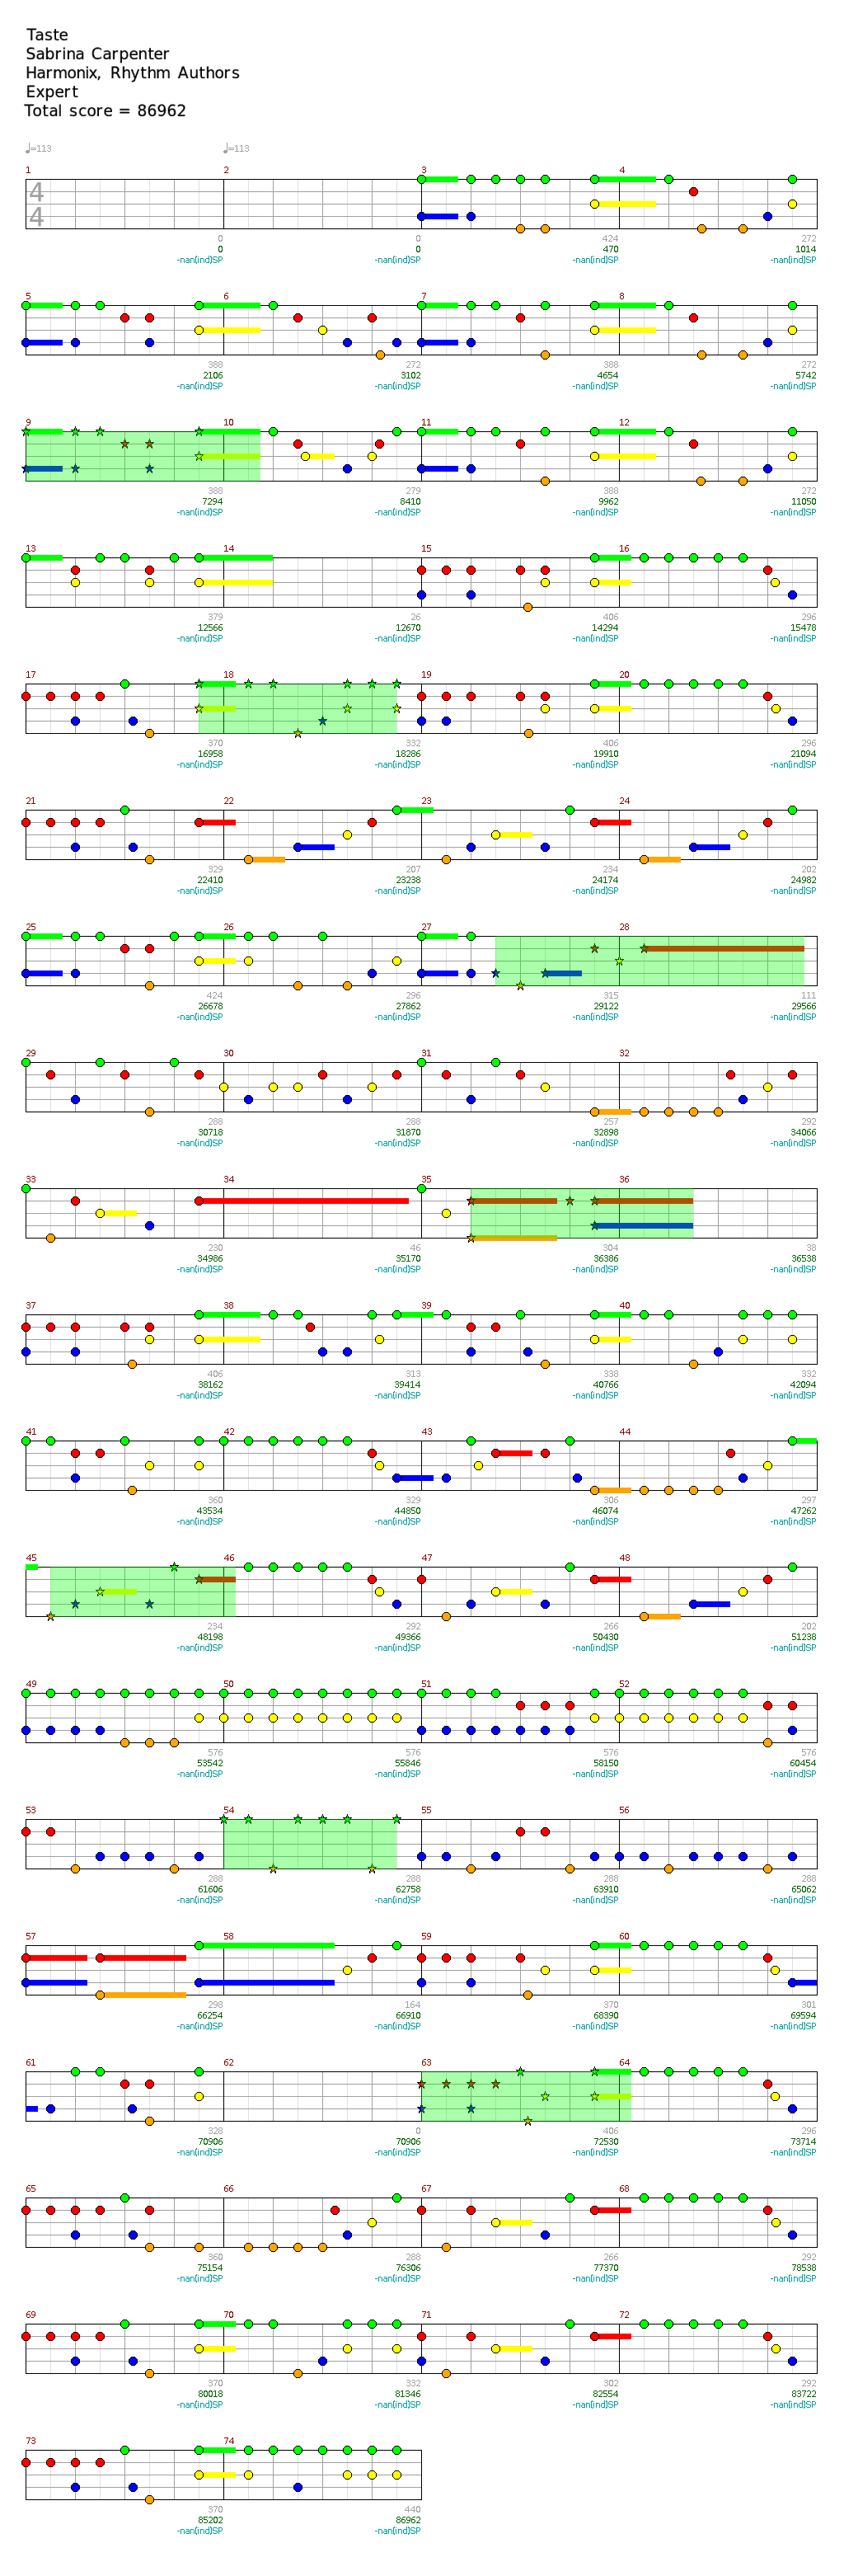 Taste
Sabrina Carpenter
Harmonix, Rhythm Authors
Expert
Total score = 86962
♩=113 ♩=113
1 2 3 4
4
4
0 0 424 272
0 0 470 1014
-nan(ind)SP -nan(ind)SP -nan(ind)SP -nan(ind)SP
5 6 7 8
388 272 388 272
2106 3102 4654 5742
-nan(ind)SP -nan(ind)SP -nan(ind)SP -nan(ind)SP
9 10 11 12
388 279 388 272
7294 8410 9962 11050
-nan(ind)SP -nan(ind)SP -nan(ind)SP -nan(ind)SP
13 14 15 16
379 26 406 296
12566 12670 14294 15478
-nan(ind)SP -nan(ind)SP -nan(ind)SP -nan(ind)SP
17 18 19 20
370 332 406 296
16958 18286 19910 21094
-nan(ind)SP -nan(ind)SP -nan(ind)SP -nan(ind)SP
21 22 23 24
329 207 234 202
22410 23238 24174 24982
-nan(ind)SP -nan(ind)SP -nan(ind)SP -nan(ind)SP
25 26 27 28
424 296 315 111
26678 27862 29122 29566
-nan(ind)SP -nan(ind)SP -nan(ind)SP -nan(ind)SP
29 30 31 32
288 288 257 292
30718 31870 32898 34066
-nan(ind)SP -nan(ind)SP -nan(ind)SP -nan(ind)SP
33 34 35 36
230 46 304 38
34986 35170 36386 36538
-nan(ind)SP -nan(ind)SP -nan(ind)SP -nan(ind)SP
37 38 39 40
406 313 338 332
38162 39414 40766 42094
-nan(ind)SP -nan(ind)SP -nan(ind)SP -nan(ind)SP
41 42 43 44
360 329 306 297
43534 44850 46074 47262
-nan(ind)SP -nan(ind)SP -nan(ind)SP -nan(ind)SP
45 46 47 48
234 292 266 202
48198 49366 50430 51238
-nan(ind)SP -nan(ind)SP -nan(ind)SP -nan(ind)SP
49 50 51 52
576 576 576 576
53542 55846 58150 60454
-nan(ind)SP -nan(ind)SP -nan(ind)SP -nan(ind)SP
53 54 55 56
288 288 288 288
61606 62758 63910 65062
-nan(ind)SP -nan(ind)SP -nan(ind)SP -nan(ind)SP
57 58 59 60
298 164 370 301
66254 66910 68390 69594
-nan(ind)SP -nan(ind)SP -nan(ind)SP -nan(ind)SP
61 62 63 64
328 0 406 296
70906 70906 72530 73714
-nan(ind)SP -nan(ind)SP -nan(ind)SP -nan(ind)SP
65 66 67 68
360 288 266 292
75154 76306 77370 78538
-nan(ind)SP -nan(ind)SP -nan(ind)SP -nan(ind)SP
69 70 71 72
370 332 302 292
80018 81346 82554 83722
-nan(ind)SP -nan(ind)SP -nan(ind)SP -nan(ind)SP
73 74
370 440
85202 86962
-nan(ind)SP -nan(ind)SP